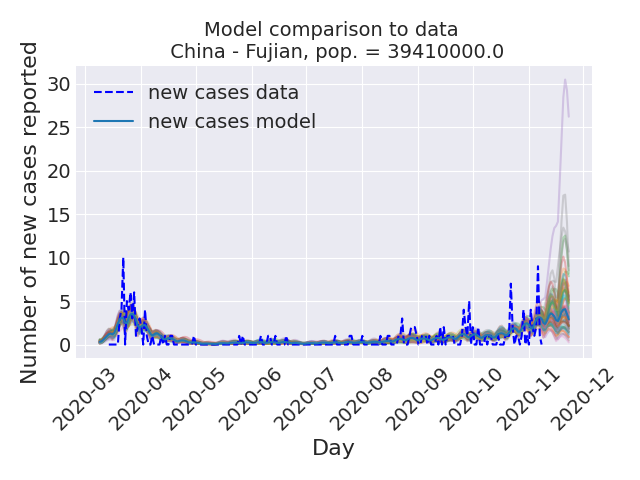 Model comparison to data
China - Fujian, pop. = 39410000.0
Number of new cases reported
30
25
20
15
10
5
0
new cases data
new cases model
2020-03
2020-04
2020-05
2020-06
2020-07
2020-08
2020-09
2020-10
2020-11
2020-12
Day